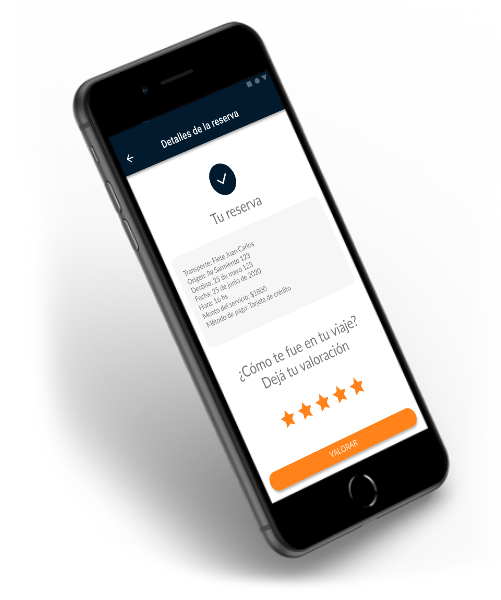 Detalles de la reserva
Tu reserva
Transporte: Flete Juan Carlos
Origen: Av Sarmiento 123
Destino: 25 de mayo 123
Fecha: 25 de junio de 2020
Hora: 16 hs
Monto del servicio: $1800
Método de pago: Tarjeta de crédito
¿Cómo te fue en tu viaje?
Dejá tu valoración
VALORAR